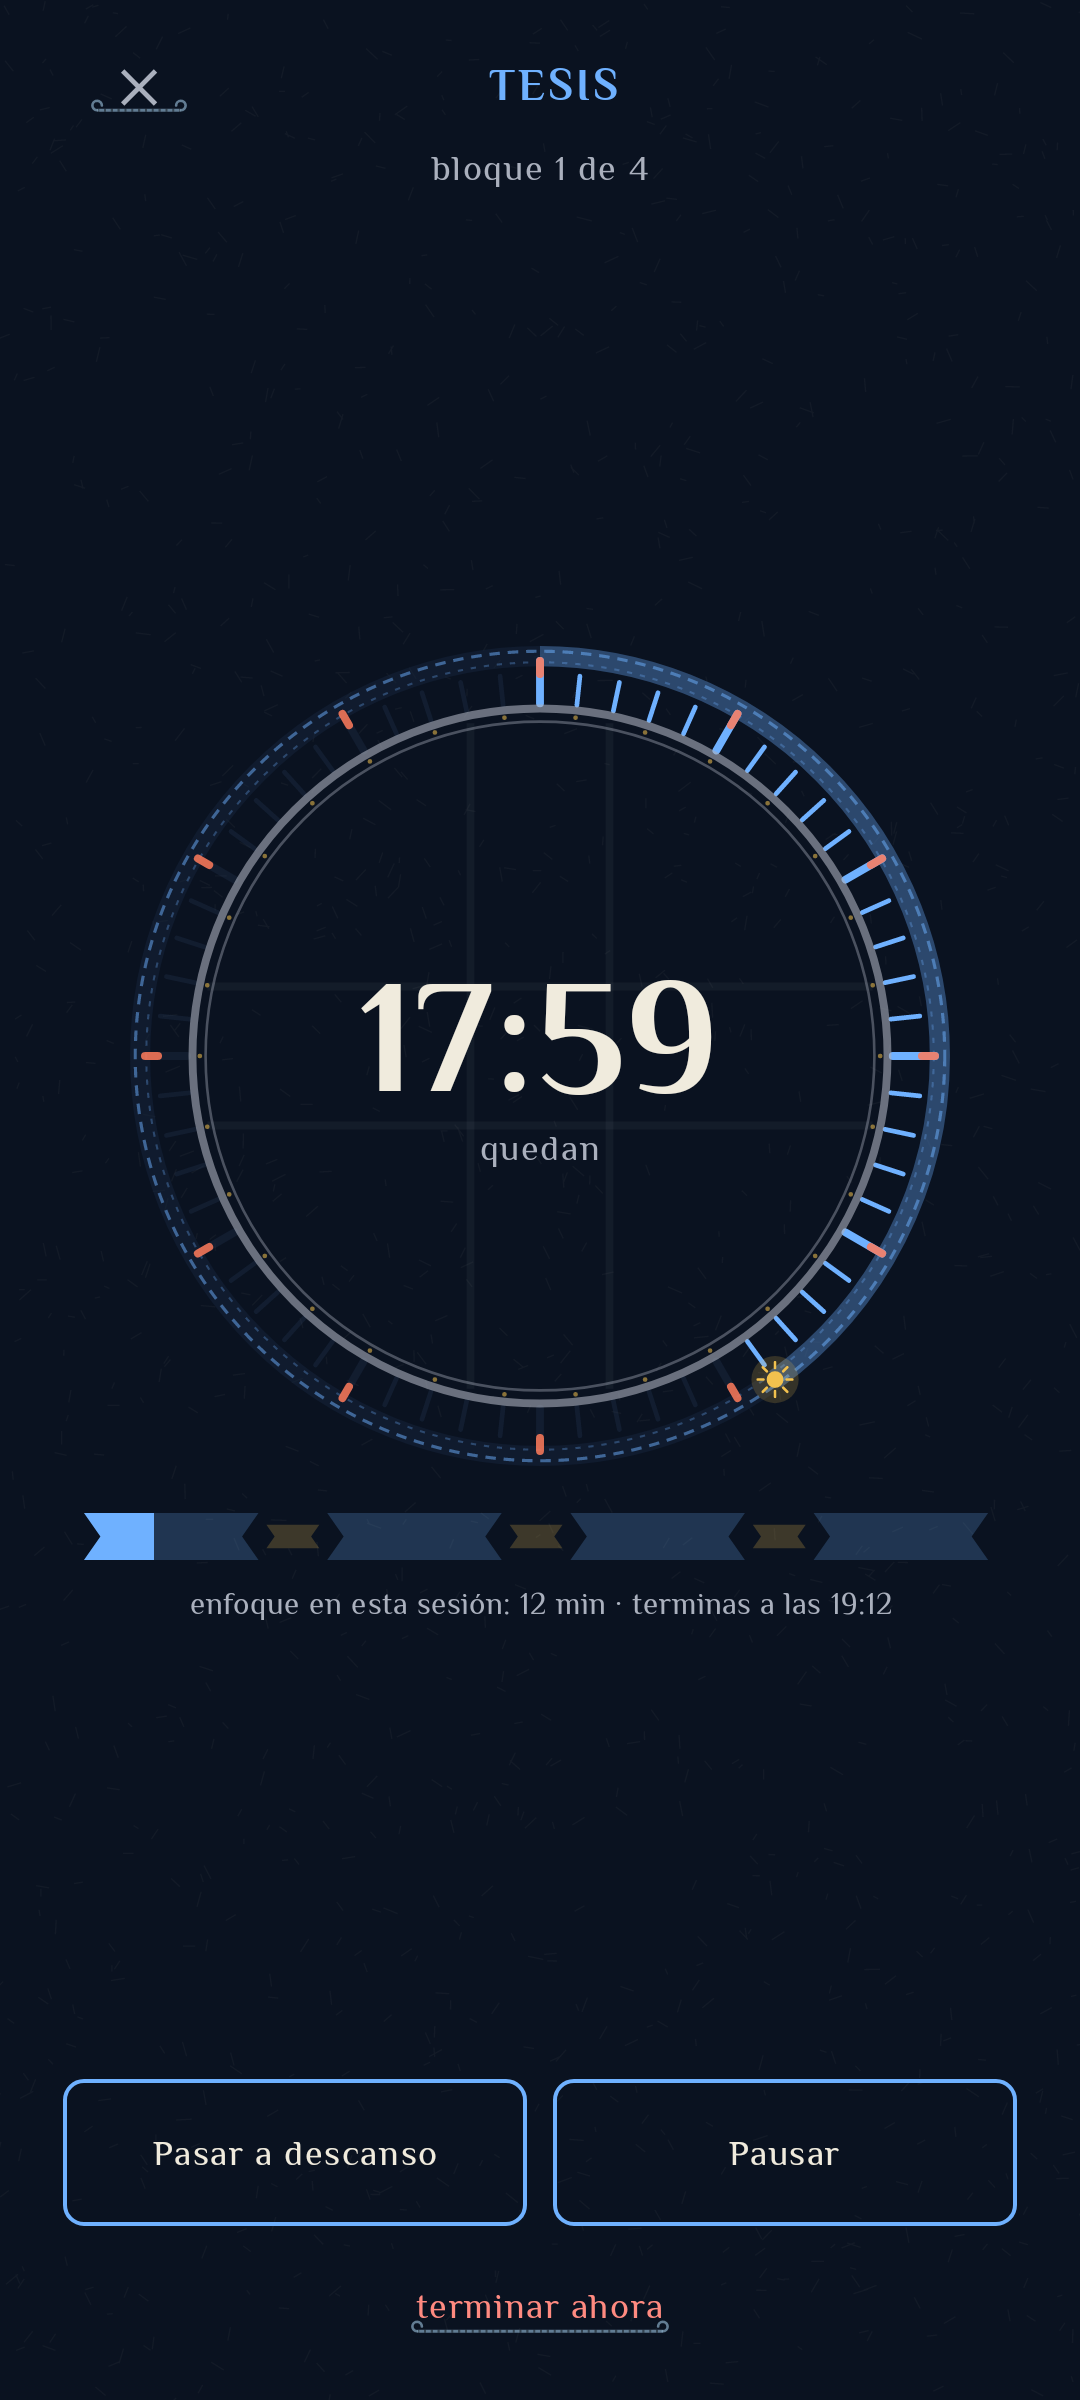 TESIS
bloque 1 de 4
17:59
quedan
enfoque en esta sesión: 12 min · terminas a las 19:12
Pasar a descanso
Pausar
terminar ahora